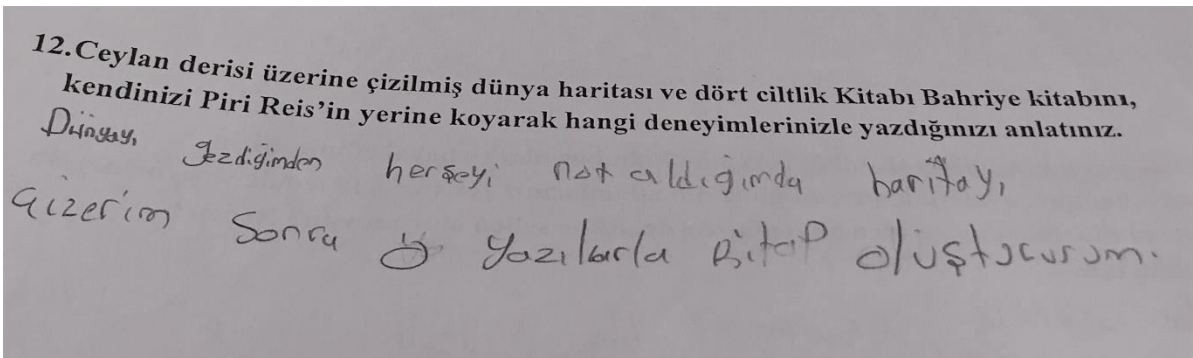 12.Ceylan derisi üzerine çizilmiş dünya haritası ve dört ciltlik Kitabı Bahriye kitabını,
kendinizi Piri Reis'in yerine koyarak hangi deneyimlerinizle yazdığınızı anlatınız.
Dünyayı gezdiğimden herşeyi not aldığımda haritayı
Çizerim Sonra o yazılarla Bitap oluştururum.